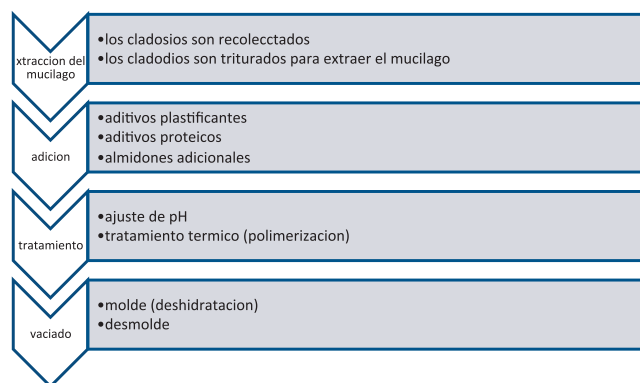 xtraccion del
mucilago
•los cladosios son recolecctados
•los cladodios son triturados para extraer el mucilago
adicion
•aditivos plastificantes
•aditivos proteicos
•almidones adicionales
tratamiento
•ajuste de pH
•tratamiento termico (polimerizacion)
vaciado
•molde (deshidratacion)
•desmolde